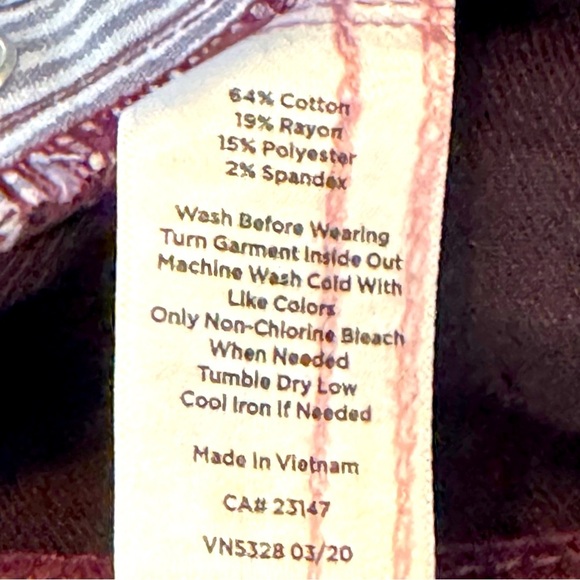 64% Cotton
19% Rayon
15% Polyester
2% Spandex
Wash Before Wearing
Turn Garment Inside Out
Machine Wash Cold With
Like Colors
Only Non-Chlorine Bleach
When Needed
Tumble Dry Low
Cool Iron If Needed
Made In Vietnam
CA# 23147
VN5328 03/20